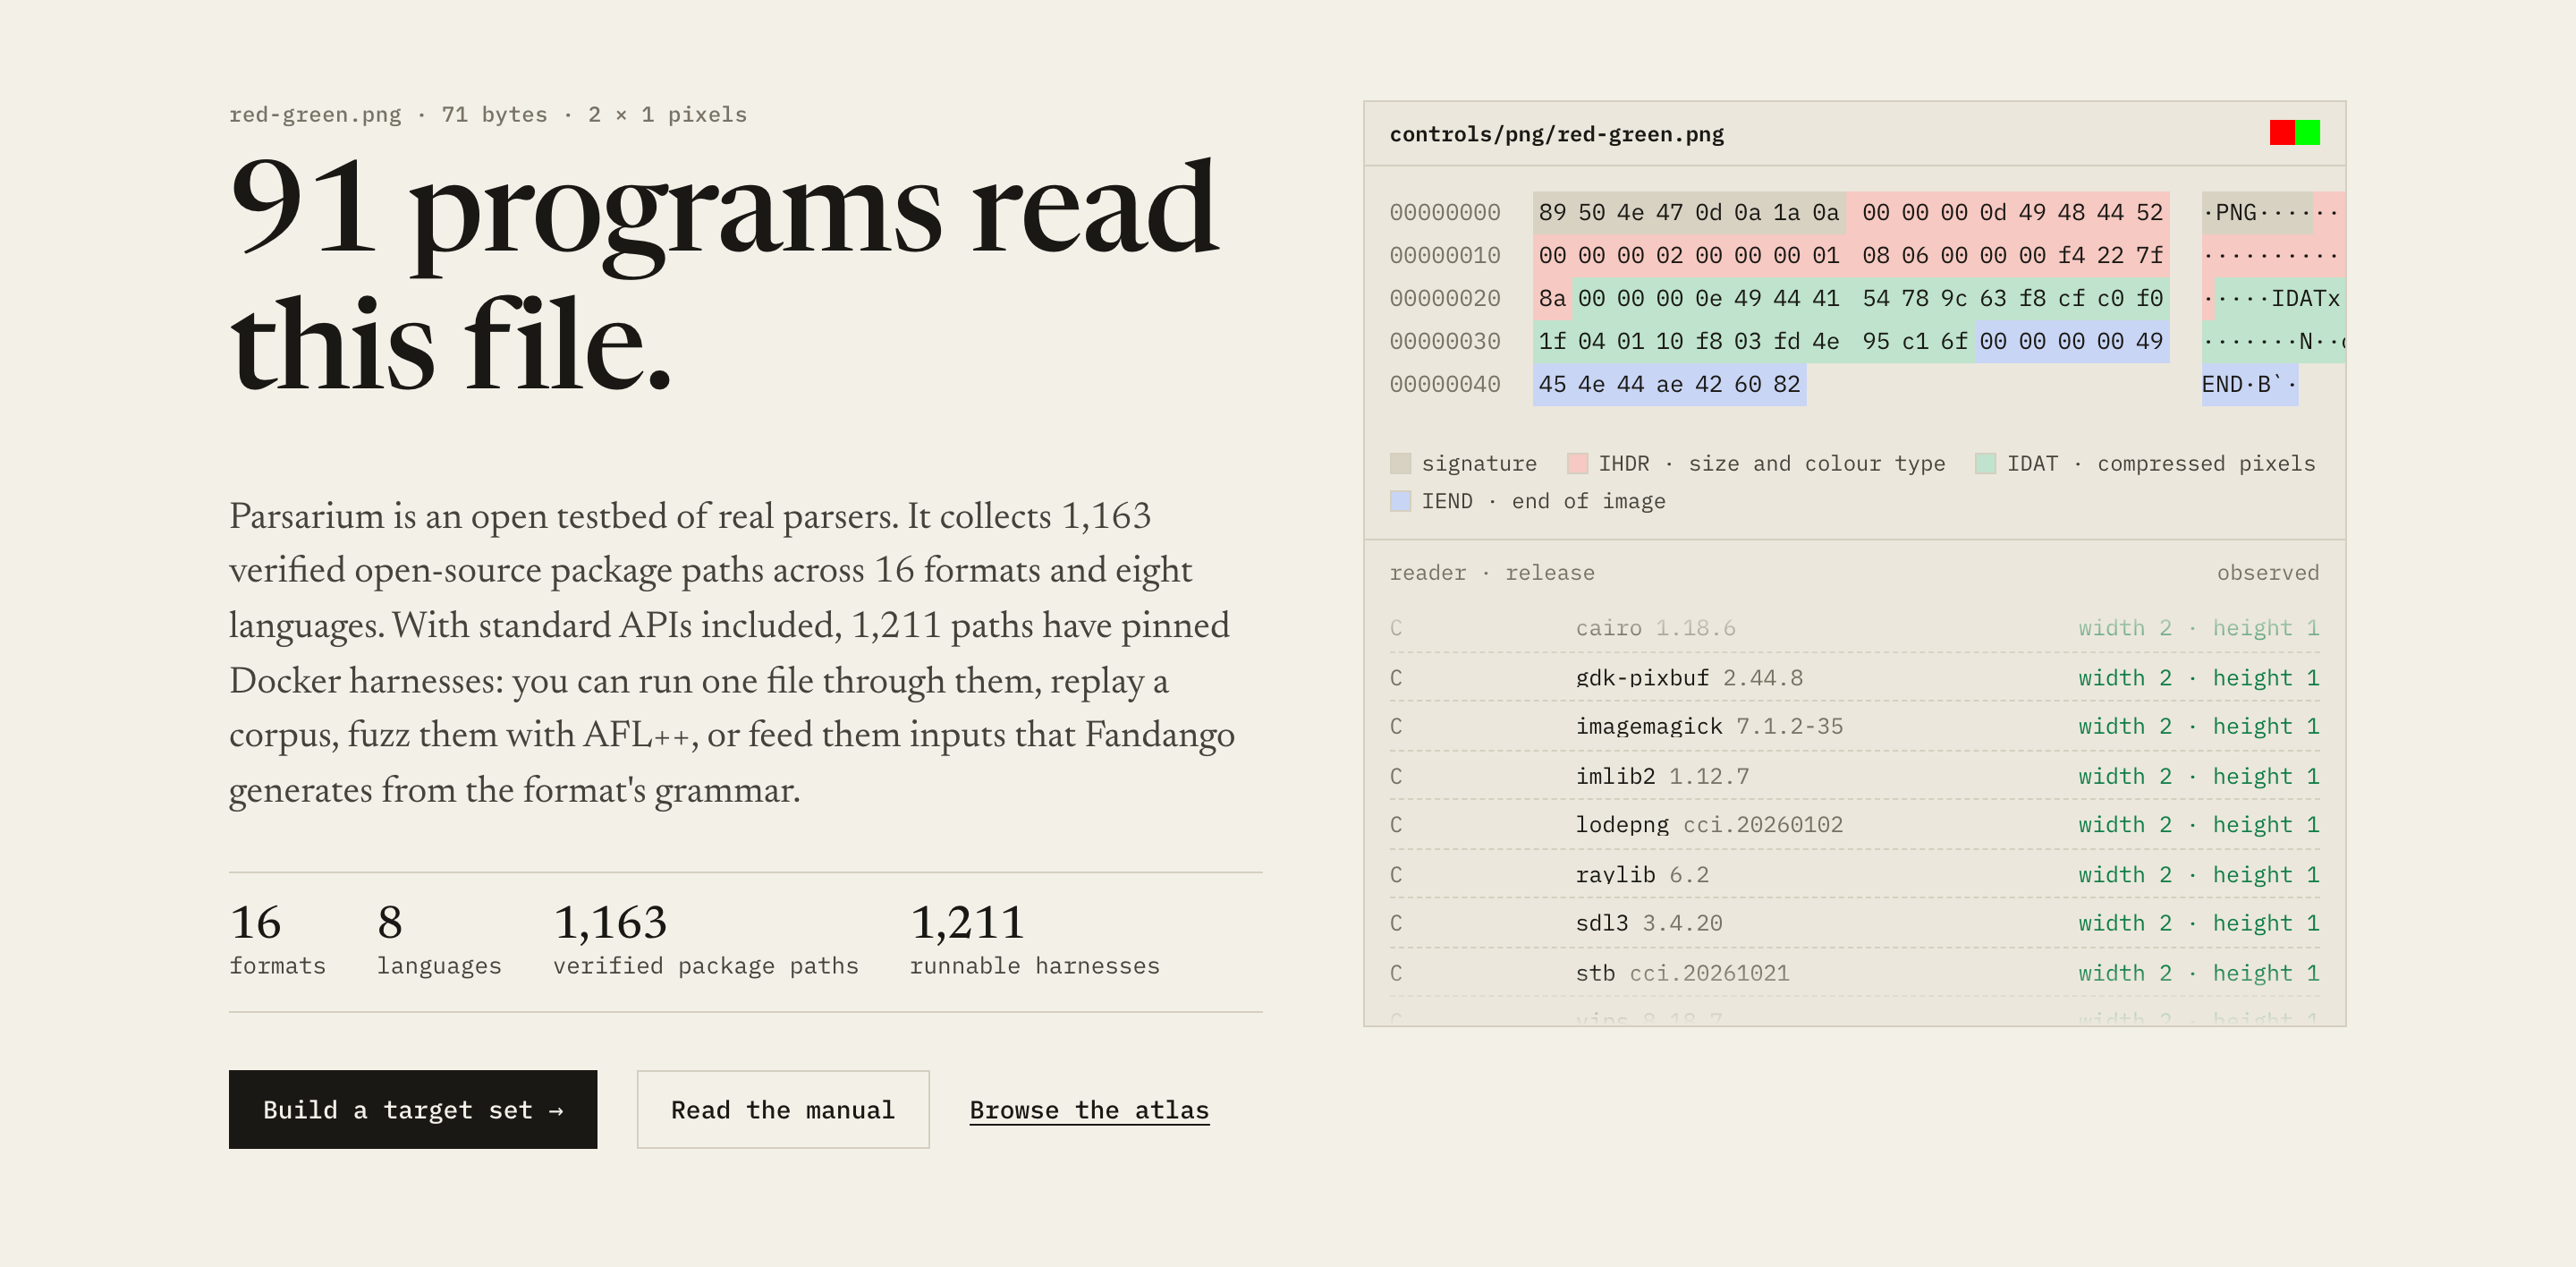 red-green.png · 71 bytes · 2 × 1 pixels
91 programs read
this file.
Parsarium is an open testbed of real parsers. It collects 1,163
verified open-source package paths across 16 formats and eight
languages. With standard APIs included, 1,211 paths have pinned
Docker harnesses: you can run one file through them, replay a
corpus, fuzz them with AFL++, or feed them inputs that Fandango
generates from the format's grammar.
16 8 1,163 1,211
formats languages verified package paths runnable harnesses
Build a target set → Read the manual Browse the atlas
controls/png/red-green.png
00000000 89 50 4e 47 0d 0a 1a 0a 00 00 00 0d 49 48 44 52 ·PNG······
00000010 00 00 00 02 00 00 00 01 08 06 00 00 00 f4 22 7f ··········
00000020 8a 00 00 00 0e 49 44 41 54 78 9c 63 f8 cf c0 f0 ·····IDATx
00000030 1f 04 01 10 f8 03 fd 4e 95 c1 6f 00 00 00 00 49 ·······N··
00000040 45 4e 44 ae 42 60 82 END·B`·
signature IHDR · size and colour type IDAT · compressed pixels
IEND · end of image
reader · release observed
C cairo 1.18.6 width 2 · height 1
C gdk-pixbuf 2.44.8 width 2 · height 1
C imagemagick 7.1.2-35 width 2 · height 1
C imlib2 1.12.7 width 2 · height 1
C lodepng cci.20260102 width 2 · height 1
C raylib 6.2 width 2 · height 1
C sdl3 3.4.20 width 2 · height 1
C stb cci.20261021 width 2 · height 1
C vips 8.18.7 width 2 · height 1